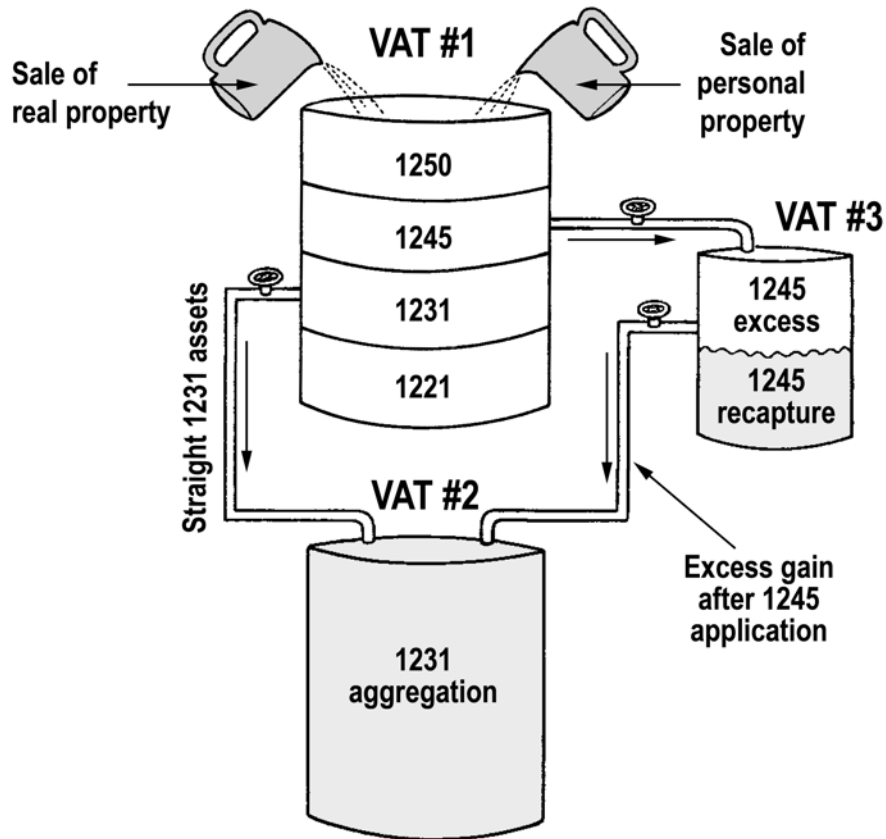 VAT #1
Sale of
real property
Sale of
personal
property
1250
1245
1231
1221
VAT #3
1245
excess
1245
recapture
Straight 1231 assets
VAT #2
Excess gain
after 1245
application
1231
aggregation